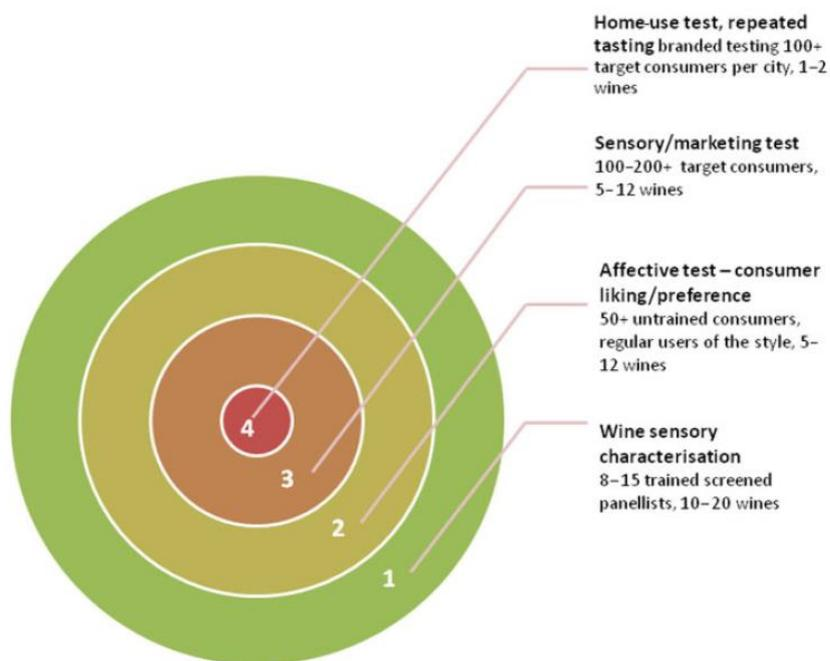 Home-use test, repeated
tasting branded testing 100+
target consumers per city, 1–2
wines
Sensory/marketing test
100–200+ target consumers,
5–12 wines
Affective test – consumer
liking/preference
50+ untrained consumers,
regular users of the style, 5–
12 wines
Wine sensory
characterisation
8–15 trained screened
panellists, 10–20 wines
4
3
2
1